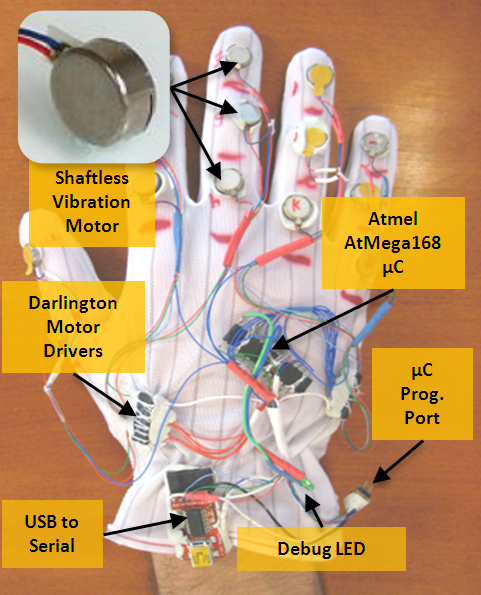 Shaftless
Vibration
Motor
Atmel
AtMega168
µC
Darlington
Motor
Drivers
µC
Prog.
Port
USB to
Serial
Debug LED
K